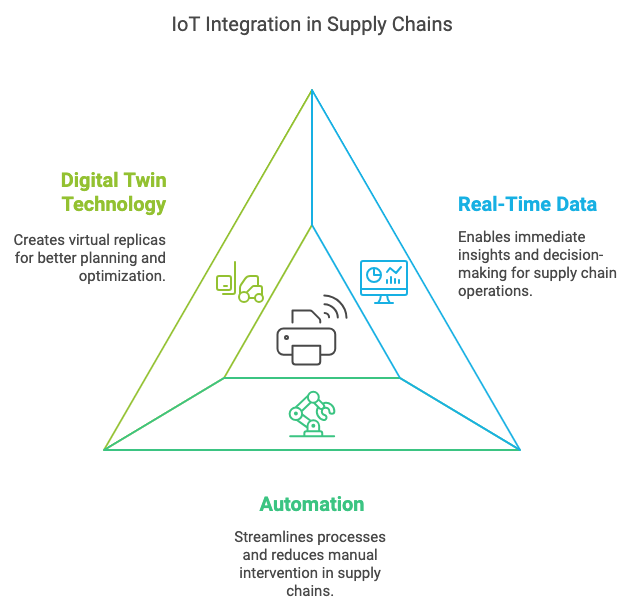 IoT Integration in Supply Chains
Digital Twin
Technology
Creates virtual replicas
for better planning and
optimization.
Real-Time Data
Enables immediate
insights and decision-
making for supply chain
operations.
Automation
Streamlines processes
and reduces manual
intervention in supply
chains.